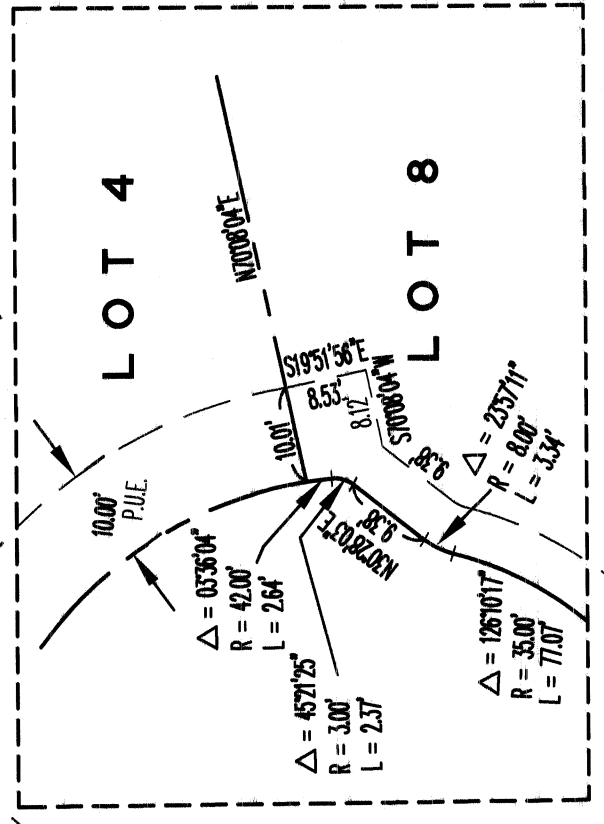 LOT 4
N70°08'04"E
LOT 8
10.00'
P.U.E.
S19°51'56"E
8.53'
8.12'
S70°08'04"W
9.38'
10.01'
N30°28'03"E
9.38'
Δ = 03°36'04"
R = 42.00'
L = 2.64'
Δ = 45°21'25"
R = 3.00'
L = 2.37'
Δ = 23°57'11"
R = 8.00'
L = 3.34'
Δ = 126°10'17"
R = 35.00'
L = 77.07'